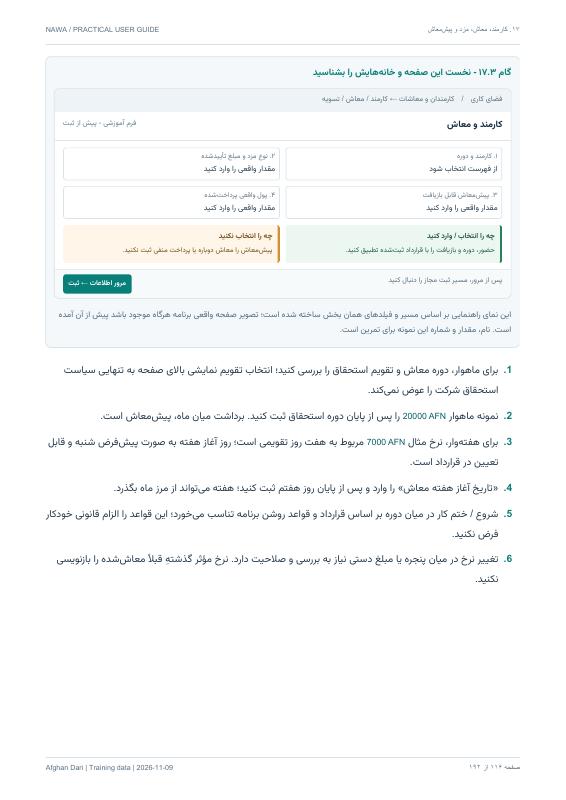 ۱۷. کارمند، معاش، مزد و پیش‌معاش
NAWA / PRACTICAL USER GUIDE
گام ۱۷.۳ - نخست این صفحه و خانه‌هایش را بشناسید
فضای کاری / کارمندان و معاشات ← کارمند / معاش / تسویه
کارمند و معاش
فرم آموزشی - پیش از ثبت
۱. کارمند و دوره
از فهرست انتخاب شود
۲. نوع مزد و مبلغ تأییدشده
مقدار واقعی را وارد کنید
۳. پیش‌معاش قابل بازیافت
مقدار واقعی را وارد کنید
۴. پول واقعی پرداخت‌شده
مقدار واقعی را وارد کنید
چه را انتخاب / وارد کنید
حضور، دوره و بازیافت را با قرارداد ثبت‌شده تطبیق کنید.
چه را انتخاب نکنید
پیش‌معاش را معاش دوباره یا پرداخت منفی ثبت نکنید.
پس از مرور، مسیر ثبت مجاز را دنبال کنید
مرور اطلاعات ← ثبت
این نمای راهنمایی بر اساس مسیر و فیلدهای همان بخش ساخته شده است؛ تصویر صفحه واقعی برنامه هرگاه موجود باشد پیش از آن آمده
است. نام، مقدار و شماره این نمونه برای تمرین است.
1. برای ماهوار، دوره معاش و تقویم استحقاق را بررسی کنید؛ انتخاب تقویم نمایشی بالای صفحه به تنهایی سیاست
استحقاق شرکت را عوض نمی‌کند.
2. نمونه ماهوار 20000 AFN را پس از پایان دوره استحقاق ثبت کنید. برداشت میان ماه، پیش‌معاش است.
3. برای هفته‌وار، نرخ مثال 7000 AFN مربوط به هفت روز تقویمی است؛ روز آغاز هفته به صورت پیش‌فرض شنبه و قابل
تعیین در قرارداد است.
4. «تاریخ آغاز هفته معاش» را وارد و پس از پایان روز هفتم ثبت کنید؛ هفته می‌تواند از مرز ماه بگذرد.
5. شروع / ختم کار در میان دوره بر اساس قرارداد و قواعد روشن برنامه تناسب می‌خورد؛ این قواعد را الزام قانونی خودکار
فرض نکنید.
6. تغییر نرخ در میان پنجره یا مبلغ دستی نیاز به بررسی و صلاحیت دارد. نرخ مؤثر گذشتهٔ قبلاً معاش‌شده را بازنویسی
نکنید.
صفحه ۱۱۴ از ۱۹۲
Afghan Dari | Training data | 2026-11-09